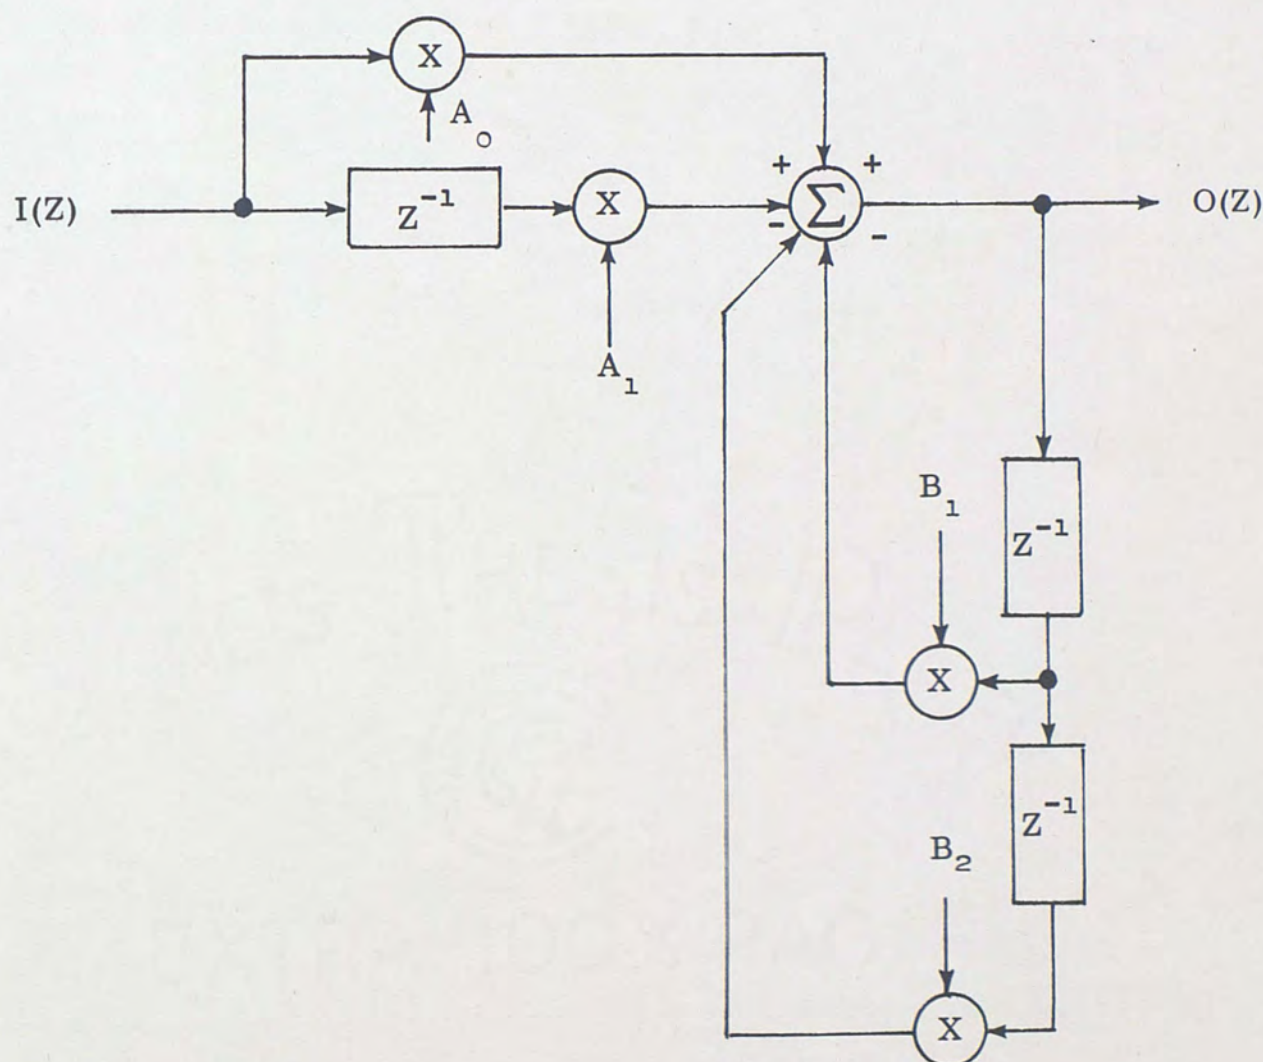 X
A₀
I(Z)
Z⁻¹
X
+
+
Σ
-
-
O(Z)
A₁
B₁
Z⁻¹
X
Z⁻¹
B₂
X